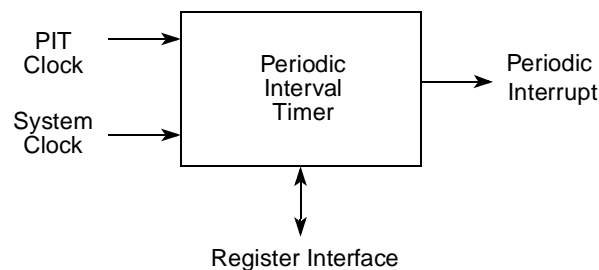 PIT
Clock
System
Clock
Periodic
Interval
Timer
Periodic
Interrupt
Register Interface